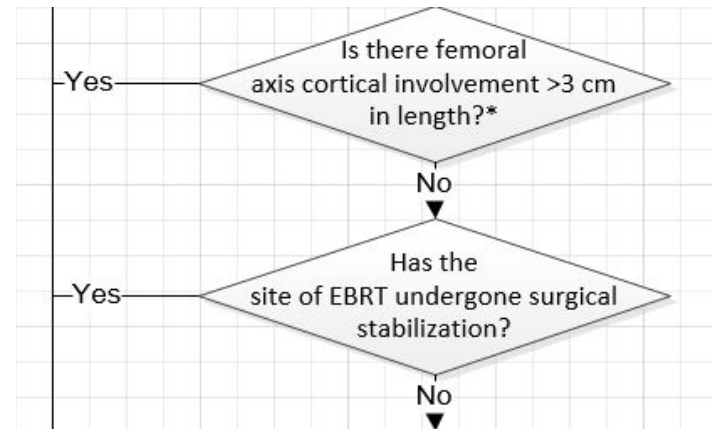 Is there femoral
Yes
axis cortical involvement >3 cm
in length?*
No
Has the
Yes
site of EBRT undergone surgical
stabilization?
No